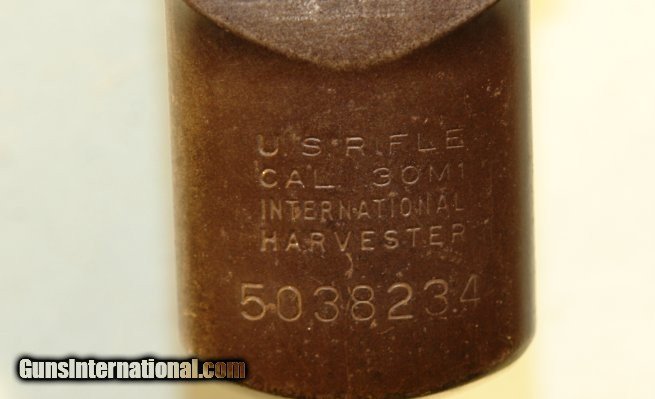 U.S. RIFLE
CAL. 30M1
INTERNATIONAL
HARVESTER
5038234
GunsInternational.com